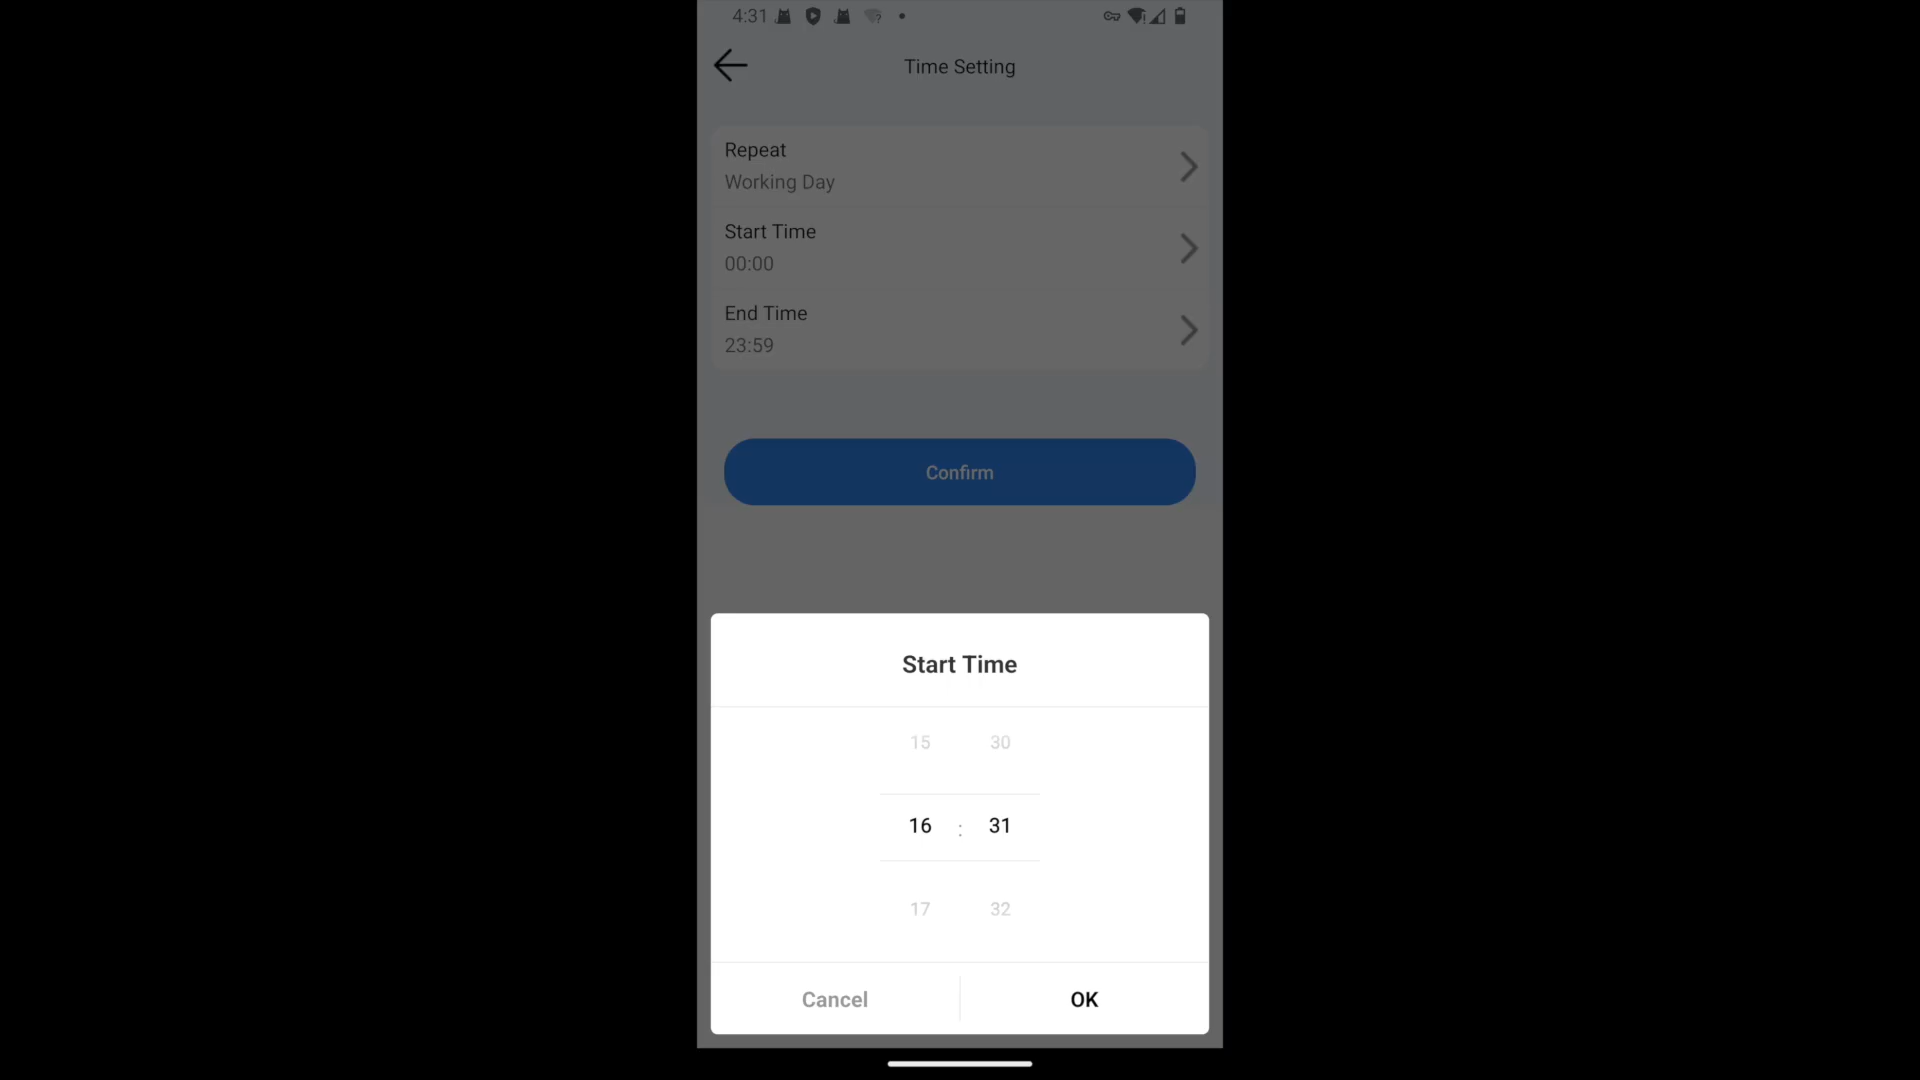 4:31
Time Setting
Repeat
Working Day
Start Time
00:00
End Time
23:59
Confirm
Start Time
15 30
16 : 31
17 32
Cancel OK